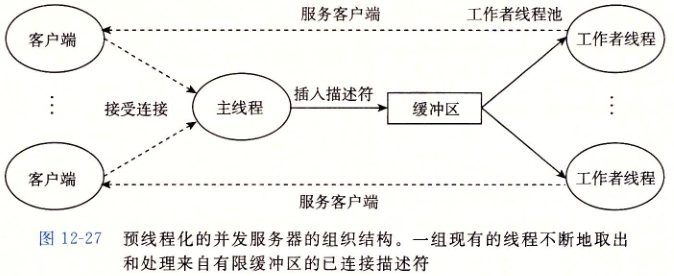 服务客户端
工作者线程池
客户端
工作者线程
⋮
接受连接
主线程
插入描述符
缓冲区
⋮
客户端
工作者线程
服务客户端
图 12-27 预线程化的并发服务器的组织结构。一组现有的线程不断地取出
和处理来自有限缓冲区的已连接描述符